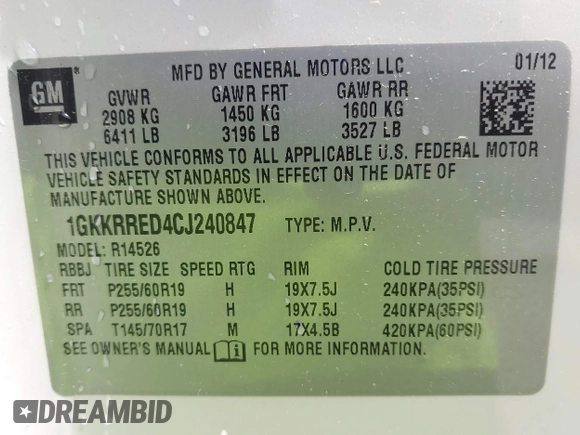 GM ®
MFD BY GENERAL MOTORS LLC 01/12
GVWR GAWR FRT GAWR RR
2908 KG 1450 KG 1600 KG
6411 LB 3196 LB 3527 LB
THIS VEHICLE CONFORMS TO ALL APPLICABLE U.S. FEDERAL MOTOR
VEHICLE SAFETY STANDARDS IN EFFECT ON THE DATE OF
MANUFACTURE SHOWN ABOVE.
1GKKRRED4CJ240847 TYPE: M.P.V.
MODEL: R14526
RBBJ TIRE SIZE SPEED RTG RIM COLD TIRE PRESSURE
FRT P255/60R19 H 19X7.5J 240KPA(35PSI)
RR P255/60R19 H 19X7.5J 240KPA(35PSI)
SPA T145/70R17 M 17X4.5B 420KPA(60PSI)
SEE OWNER'S MANUAL FOR MORE INFORMATION.
DREAMBID